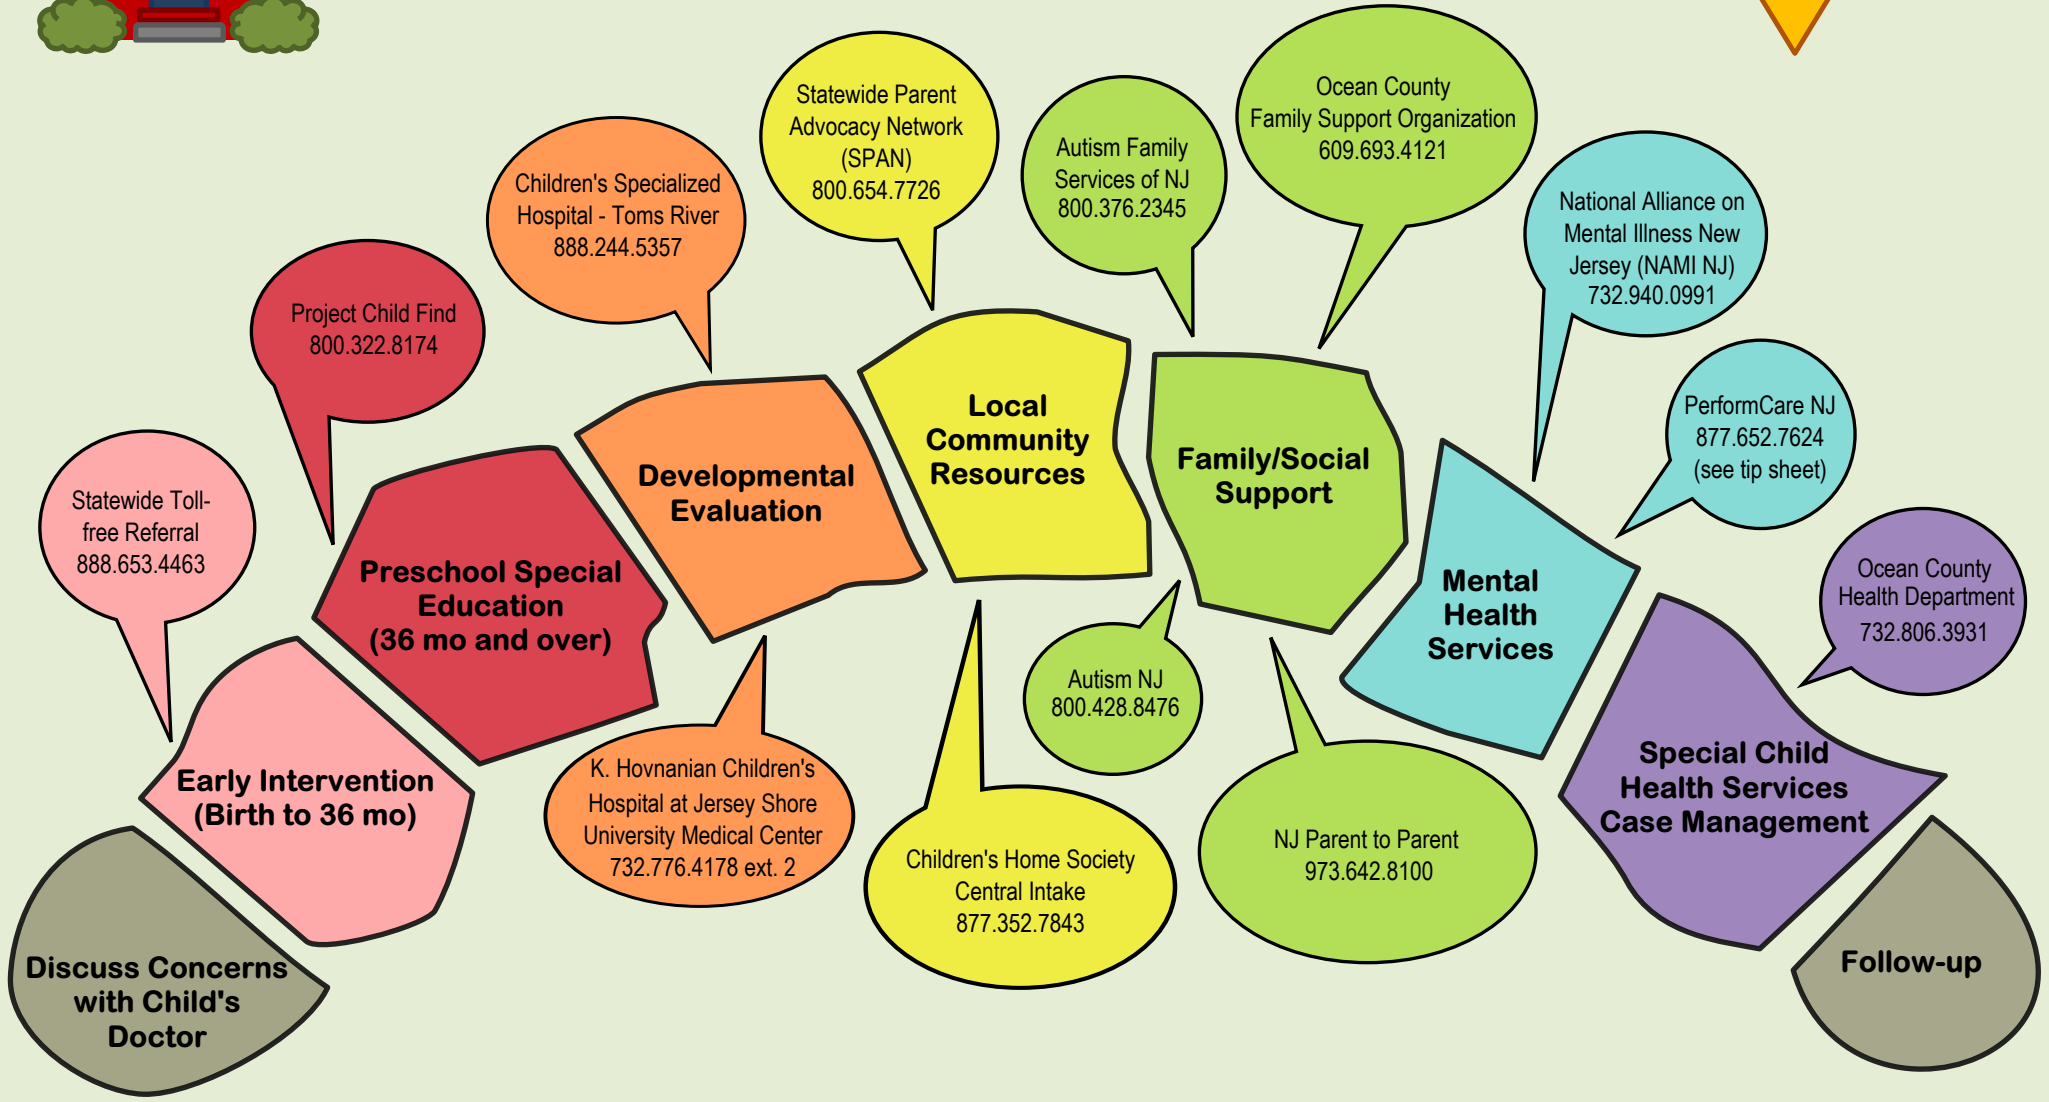 Statewide Parent
Advocacy Network
(SPAN)
800.654.7726
Ocean County
Family Support Organization
609.693.4121
Autism Family
Services of NJ
800.376.2345
Children's Specialized
Hospital - Toms River
888.244.5357
National Alliance on
Mental Illness New
Jersey (NAMI NJ)
732.940.0991
Project Child Find
800.322.8174
PerformCare NJ
877.652.7624
(see tip sheet)
Statewide Toll-
free Referral
888.653.4463
Ocean County
Health Department
732.806.3931
Discuss Concerns
with Child's
Doctor
Early Intervention
(Birth to 36 mo)
Preschool Special
Education
(36 mo and over)
Developmental
Evaluation
Local
Community
Resources
Family/Social
Support
Mental
Health
Services
Special Child
Health Services
Case Management
Follow-up
K. Hovnanian Children's
Hospital at Jersey Shore
University Medical Center
732.776.4178 ext. 2
Children's Home Society
Central Intake
877.352.7843
Autism NJ
800.428.8476
NJ Parent to Parent
973.642.8100